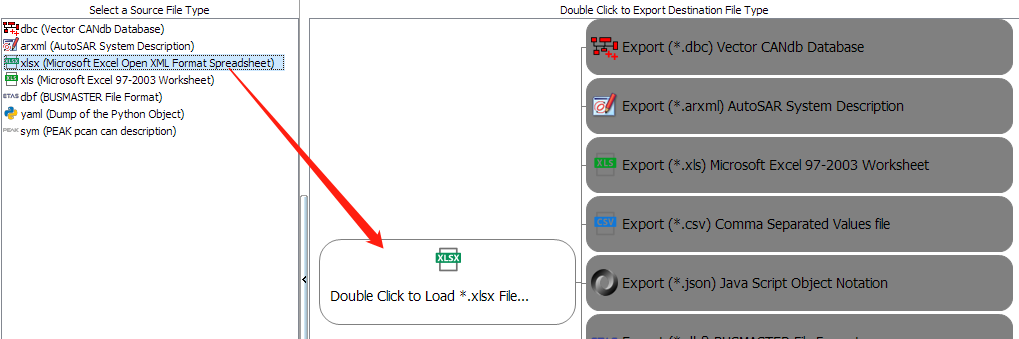 Select a Source File Type
dbc (Vector CANdb Database)
arxml (AutoSAR System Description)
XLSX xlsx (Microsoft Excel Open XML Format Spreadsheet)
XLS xls (Microsoft Excel 97-2003 Worksheet)
ETAS dbf (BUSMASTER File Format)
yaml (Dump of the Python Object)
PEAK sym (PEAK pcan can description)
Double Click to Export Destination File Type
XLSX
Double Click to Load *.xlsx File...
Export (*.dbc) Vector CANdb Database
Export (*.arxml) AutoSAR System Description
XLS Export (*.xls) Microsoft Excel 97-2003 Worksheet
CSV Export (*.csv) Comma Separated Values file
Export (*.json) Java Script Object Notation